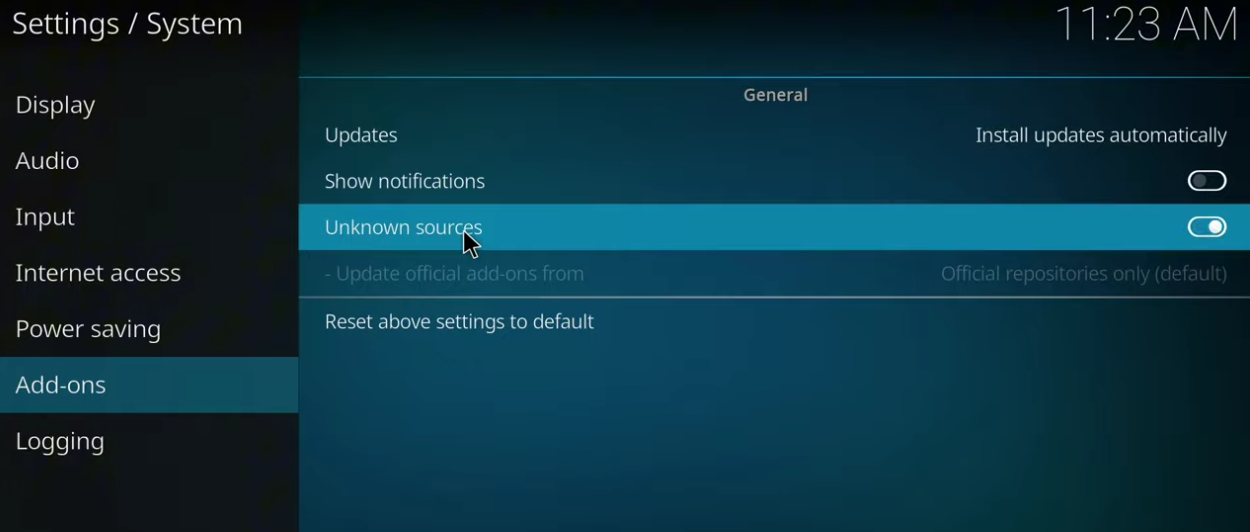 Settings / System
11:23 AM
Display
Audio
Input
Internet access
Power saving
Add-ons
Logging
General
Updates Install updates automatically
Show notifications
Unknown sources
- Update official add-ons from Official repositories only (default)
Reset above settings to default